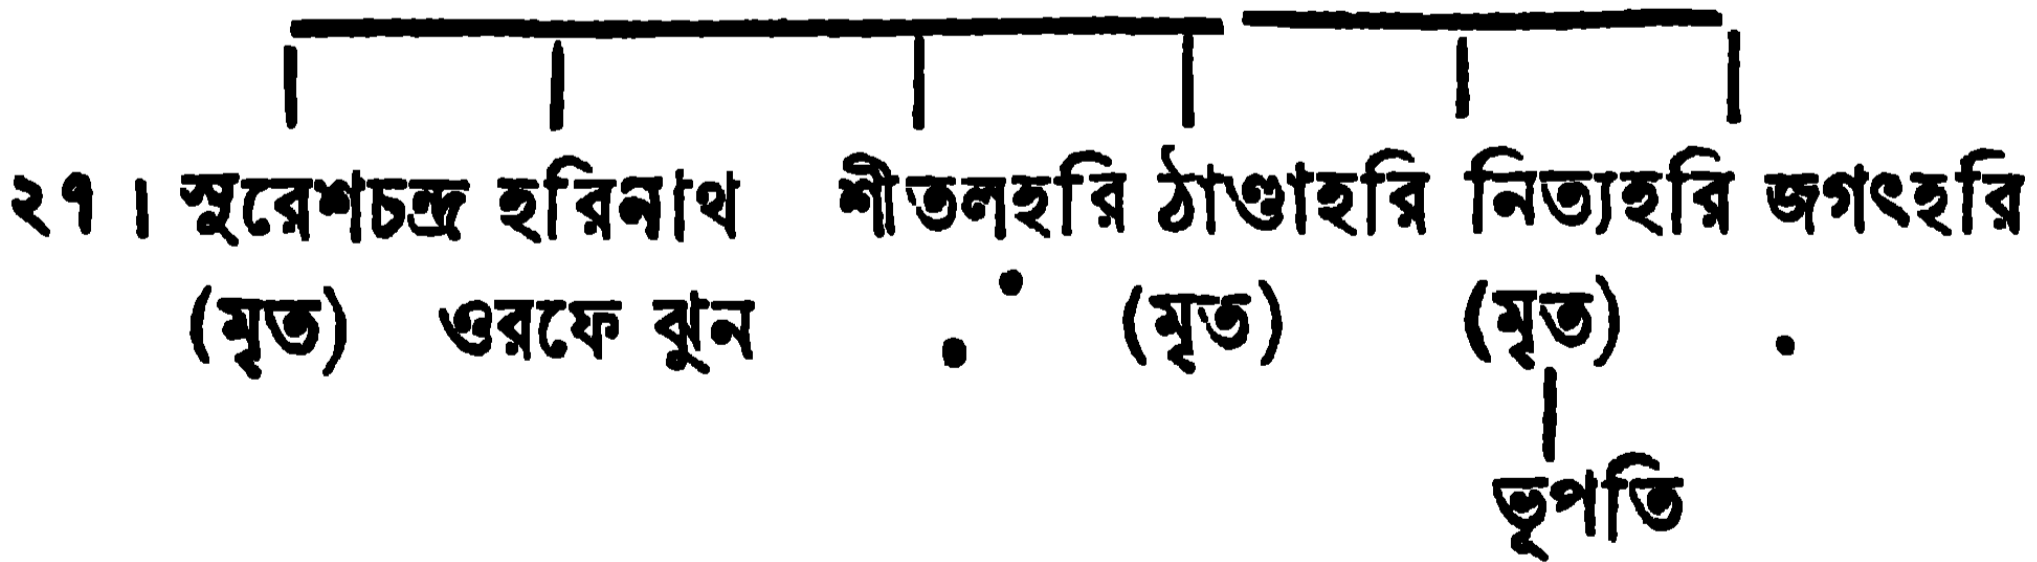 ২৭। সুরেশচন্দ্র হরিনাথ শীতলহরি ঠাণ্ডাহরি নিত্যহরি জগৎহরি
(মৃত) ওরফে ঝুন (মৃত) (মৃত)
ভূপতি